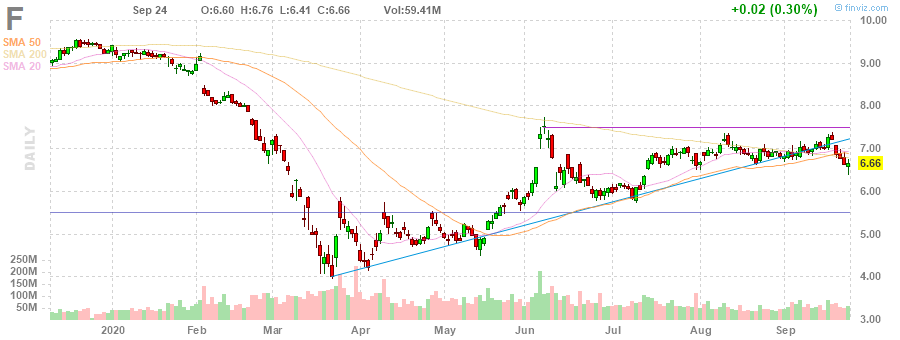 F Sep 24 O:6.60 H:6.76 L:6.41 C:6.66 Vol:59.41M +0.02 (0.30%) © finviz.com
10.00
SMA 50
SMA 200
SMA 20
9.00
8.00
DAILY
7.00
6.66
6.00
5.00
250M
200M
150M
100M
50M
4.00
3.00
2020 Feb Mar Apr May Jun Jul Aug Sep